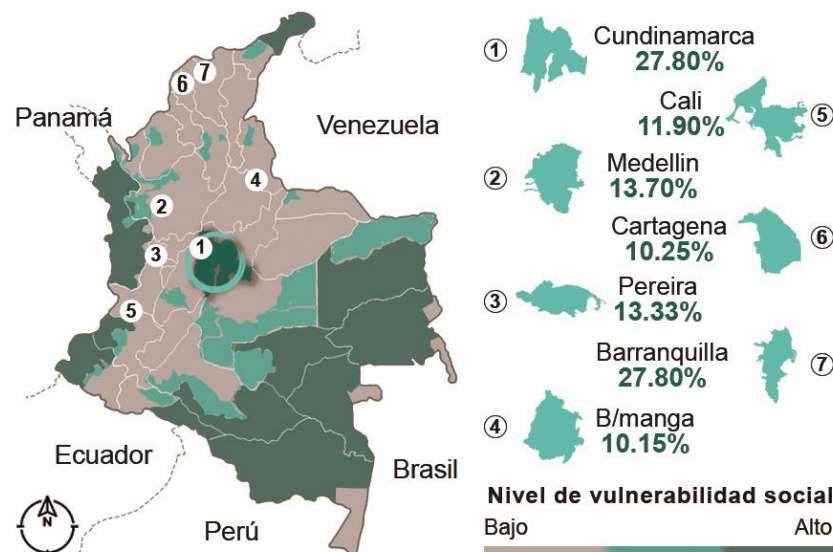 Panamá
Venezuela
Ecuador
Perú
Brasil
6
7
4
2
1
3
5
N
1
Cundinamarca
27.80%
Cali
11.90%
5
2
Medellin
13.70%
Cartagena
10.25%
6
3
Pereira
13.33%
Barranquilla
27.80%
7
4
B/manga
10.15%
Nivel de vulnerabilidad social
Bajo
Alto